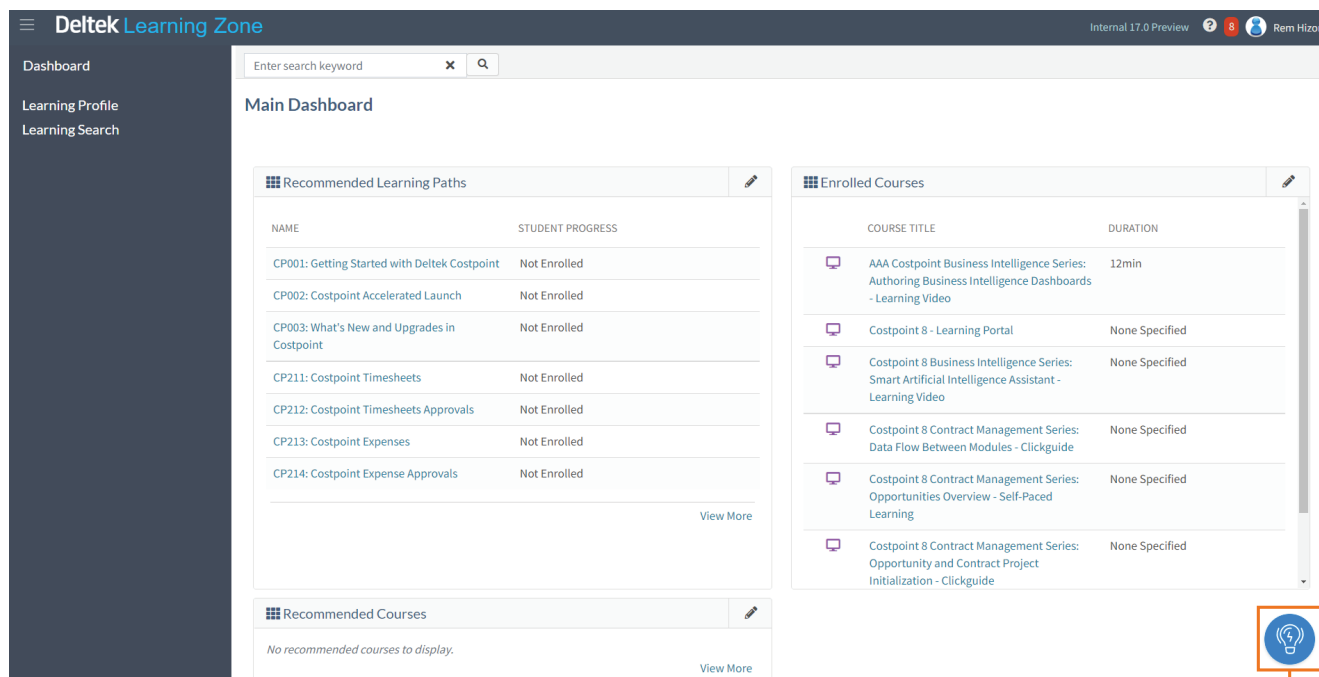 Deltek Learning Zone
Internal 17.0 Preview
8
Rem Hizon
Dashboard
Learning Profile
Learning Search
Enter search keyword
Main Dashboard
Recommended Learning Paths
NAME STUDENT PROGRESS
CP001: Getting Started with Deltek Costpoint Not Enrolled
CP002: Costpoint Accelerated Launch Not Enrolled
CP003: What's New and Upgrades in Not Enrolled
Costpoint
CP211: Costpoint Timesheets Not Enrolled
CP212: Costpoint Timesheets Approvals Not Enrolled
CP213: Costpoint Expenses Not Enrolled
CP214: Costpoint Expense Approvals Not Enrolled
View More
Enrolled Courses
COURSE TITLE DURATION
AAA Costpoint Business Intelligence Series: 12min
Authoring Business Intelligence Dashboards
- Learning Video
Costpoint 8 - Learning Portal None Specified
Costpoint 8 Business Intelligence Series: None Specified
Smart Artificial Intelligence Assistant -
Learning Video
Costpoint 8 Contract Management Series: None Specified
Data Flow Between Modules - Clickguide
Costpoint 8 Contract Management Series: None Specified
Opportunities Overview - Self-Paced
Learning
Costpoint 8 Contract Management Series: None Specified
Opportunity and Contract Project
Initialization - Clickguide
Recommended Courses
No recommended courses to display.
View More